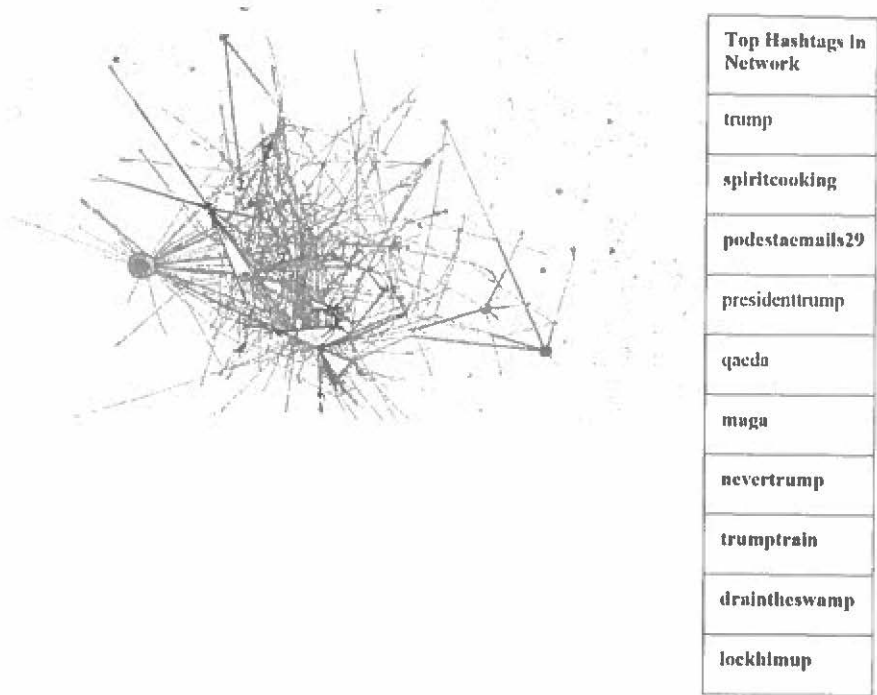 Top Hashtags in
Network
trump
spiritcooking
podestaemails29
presidenttrump
qaeda
maga
nevertrump
trumptrain
draintheswamp
lockhimup